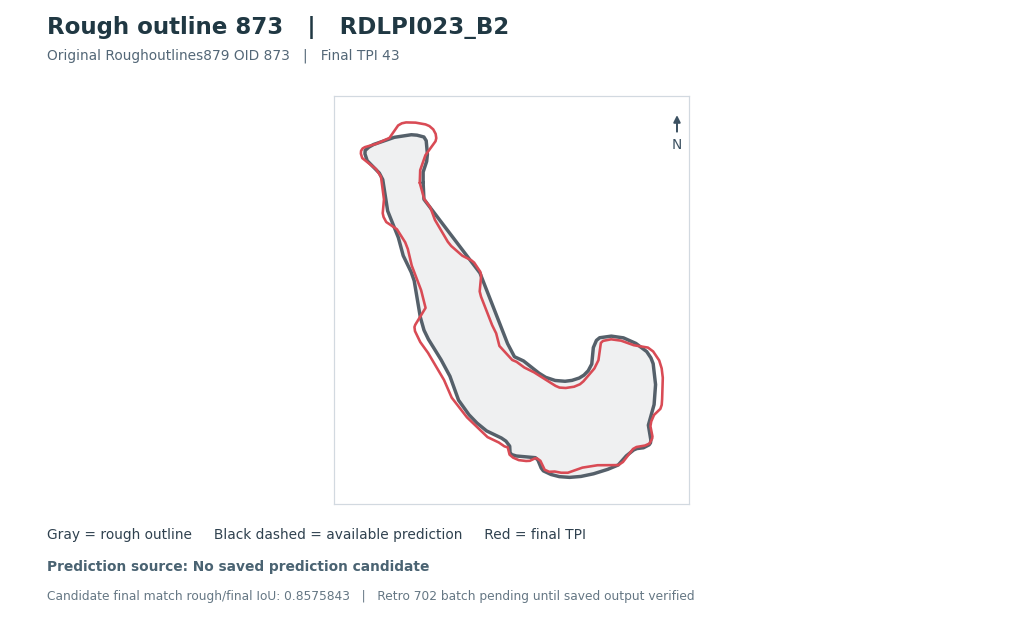 Rough outline 873 | RDLPI023_B2
Original Roughoutlines879 OID 873 | Final TPI 43
N
Gray = rough outline Black dashed = available prediction Red = final TPI
Prediction source: No saved prediction candidate
Candidate final match rough/final IoU: 0.8575843 | Retro 702 batch pending until saved output verified